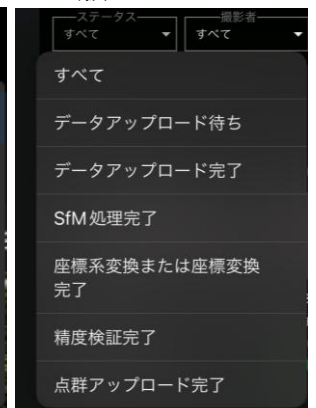 ステータス 撮影者
すべて すべて
すべて
データアップロード待ち
データアップロード完了
SfM処理完了
座標系変換または座標変換
完了
精度検証完了
点群アップロード完了